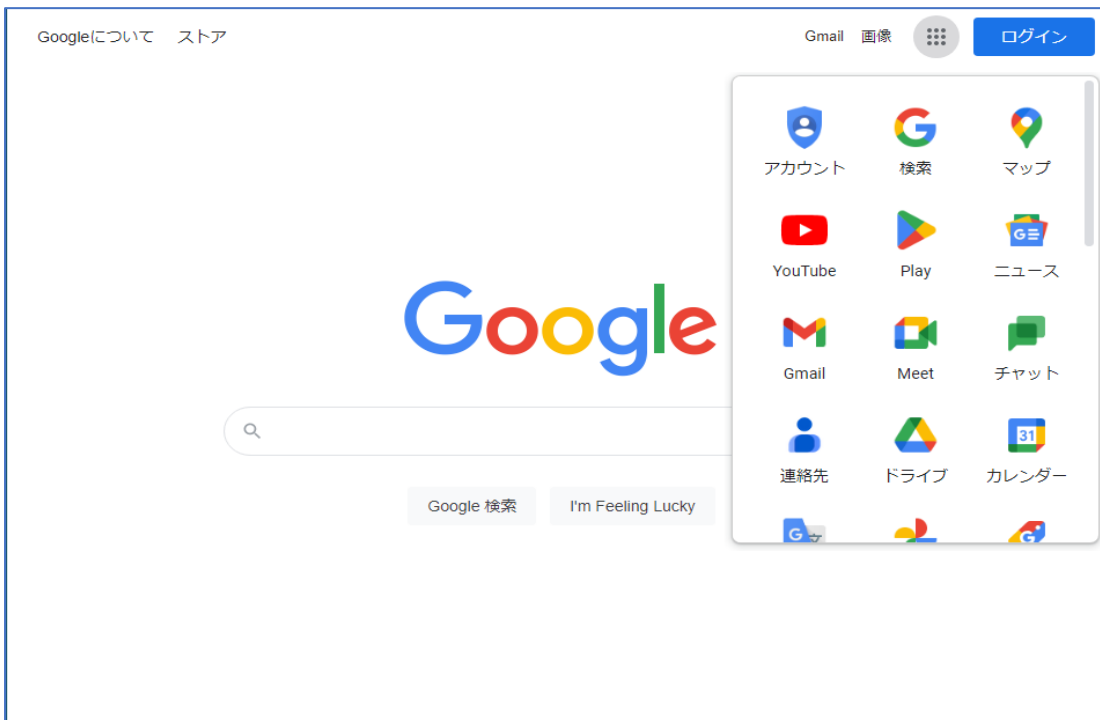 Googleについて ストア Gmail 画像 ログイン
アカウント 検索 マップ
YouTube Play ニュース
Google
Gmail Meet チャット
連絡先 ドライブ カレンダー
Google 検索 I'm Feeling Lucky